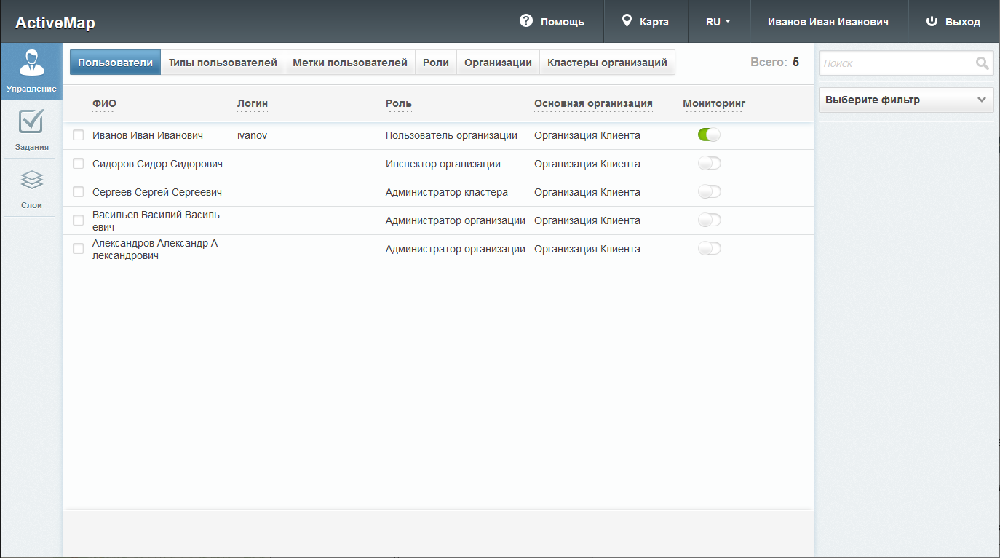 ActiveMap
Помощь
Карта
RU
Иванов Иван Иванович
Выход
Управление
Задания
Слои
Пользователи
Типы пользователей
Метки пользователей
Роли
Организации
Кластеры организаций
Всего: 5
ФИО Логин Роль Основная организация Мониторинг
Иванов Иван Иванович ivanov Пользователь организации Организация Клиента
Сидоров Сидор Сидорович Инспектор организации Организация Клиента
Сергеев Сергей Сергеевич Администратор кластера Организация Клиента
Васильев Василий Василь
евич
Администратор организации Организация Клиента
Александров Александр А
лександрович
Администратор организации Организация Клиента
Поиск
Выберите фильтр